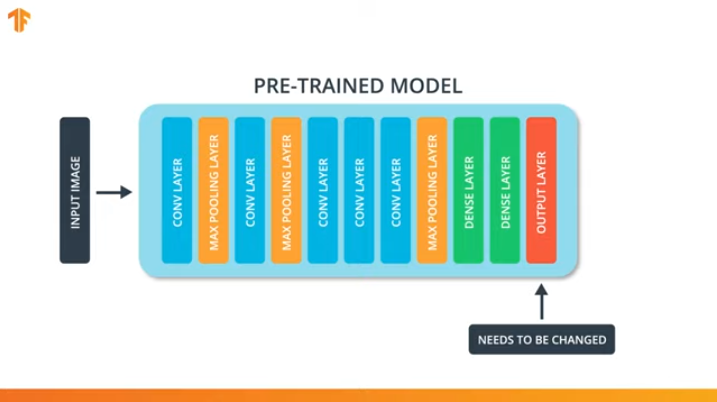 PRE-TRAINED MODEL
INPUT IMAGE
CONV LAYER
MAX POOLING LAYER
CONV LAYER
MAX POOLING LAYER
CONV LAYER
CONV LAYER
CONV LAYER
MAX POOLING LAYER
DENSE LAYER
DENSE LAYER
OUTPUT LAYER
NEEDS TO BE CHANGED